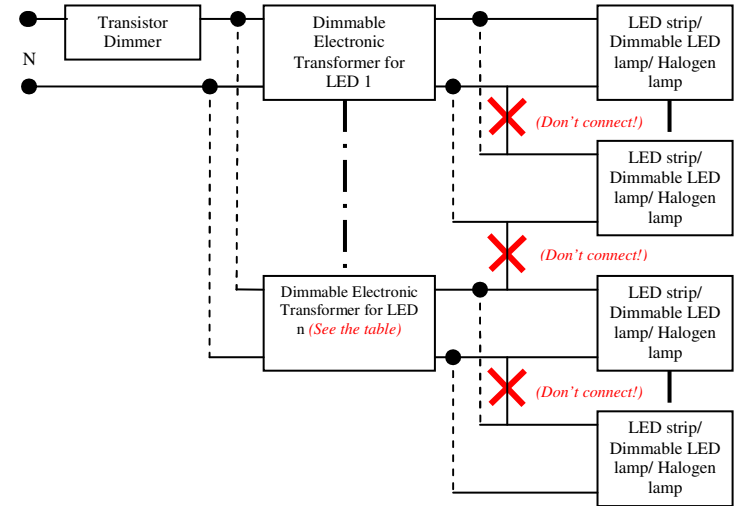 Transistor
Dimmer
Dimmable
Electronic
Transformer for
LED 1
LED strip/
Dimmable LED
lamp/ Halogen
lamp
N
(Don't connect!)
LED strip/
Dimmable LED
lamp/ Halogen
lamp
(Don't connect!)
Dimmable Electronic
Transformer for LED
n (See the table)
LED strip/
Dimmable LED
lamp/ Halogen
lamp
(Don't connect!)
LED strip/
Dimmable LED
lamp/ Halogen
lamp